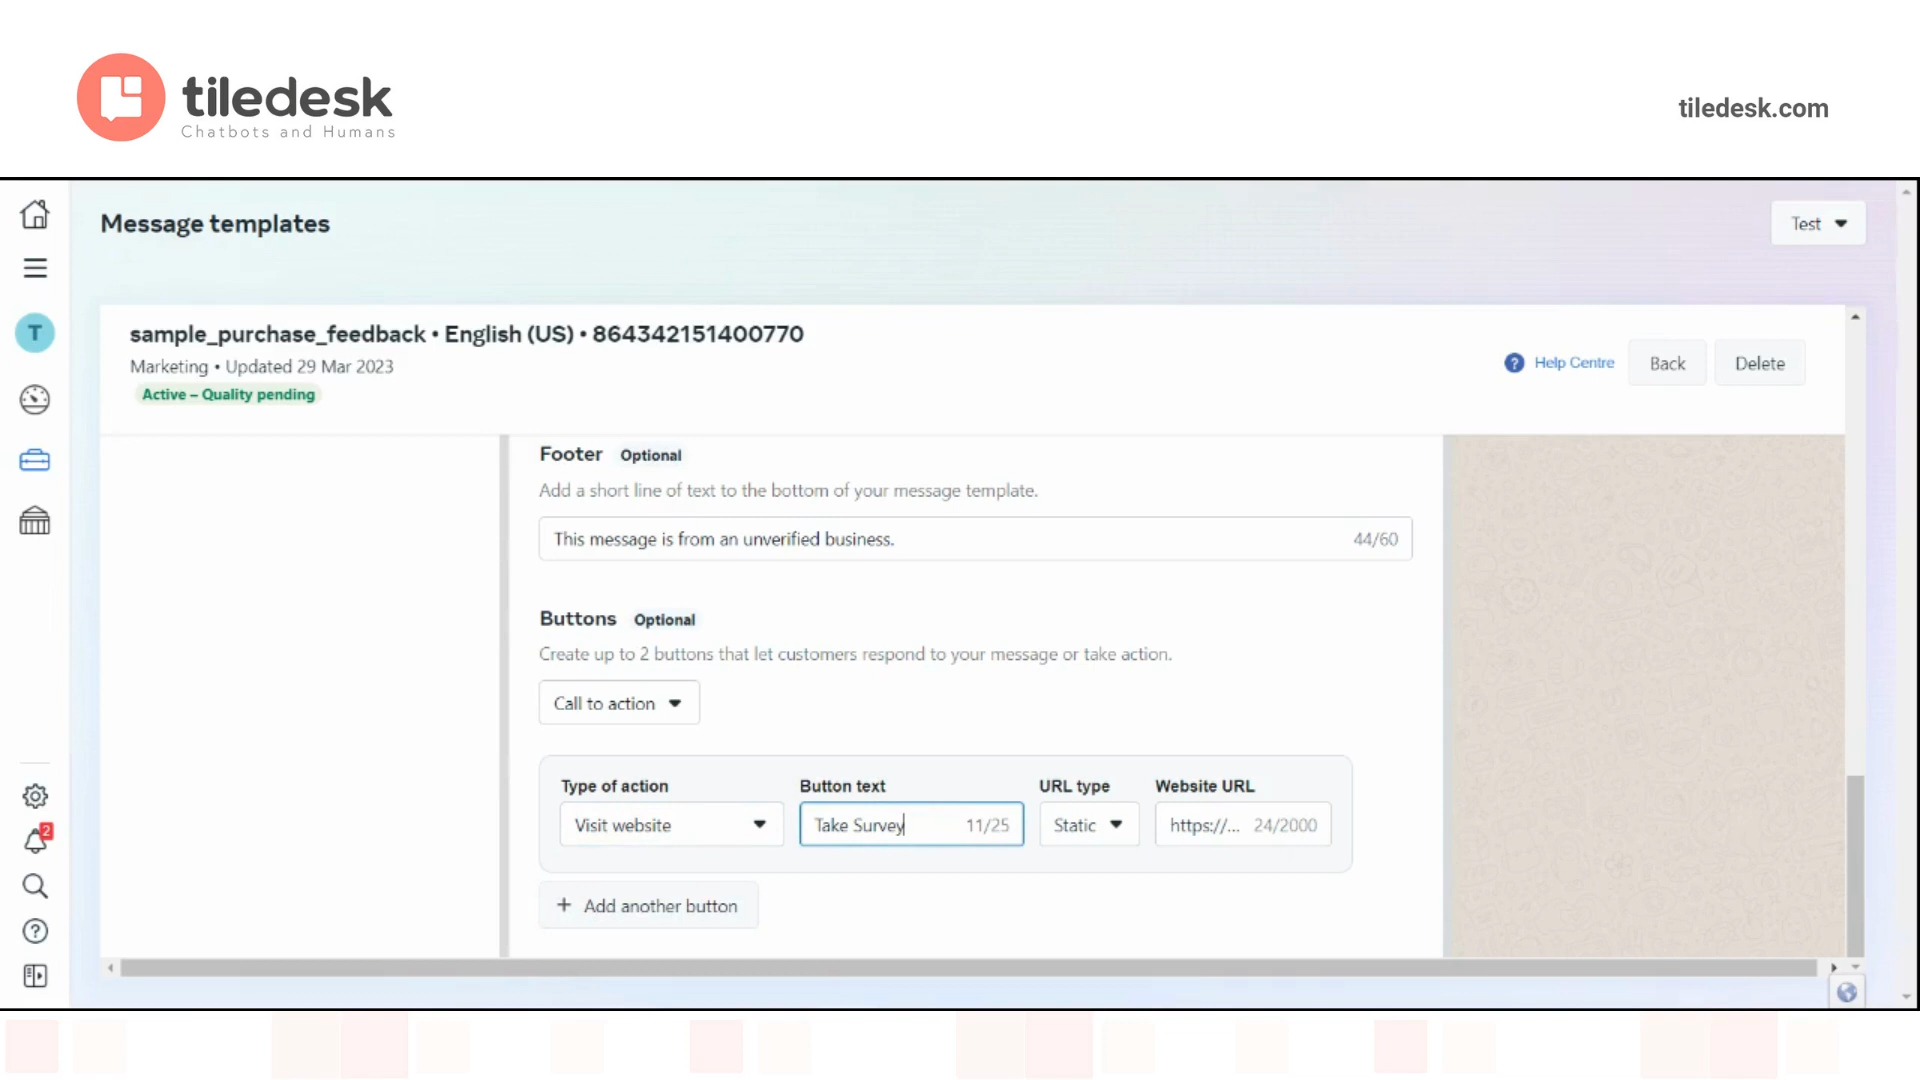 tiledesk
Chatbots and Humans
tiledesk.com
Message templates
Test
T
sample_purchase_feedback • English (US) • 864342151400770
Marketing • Updated 29 Mar 2023
Active – Quality pending
? Help Centre
Back
Delete
Footer Optional
Add a short line of text to the bottom of your message template.
This message is from an unverified business. 44/60
Buttons Optional
Create up to 2 buttons that let customers respond to your message or take action.
Call to action
Type of action Button text URL type Website URL
Visit website Take Survey 11/25 Static https://... 24/2000
+ Add another button
2
?